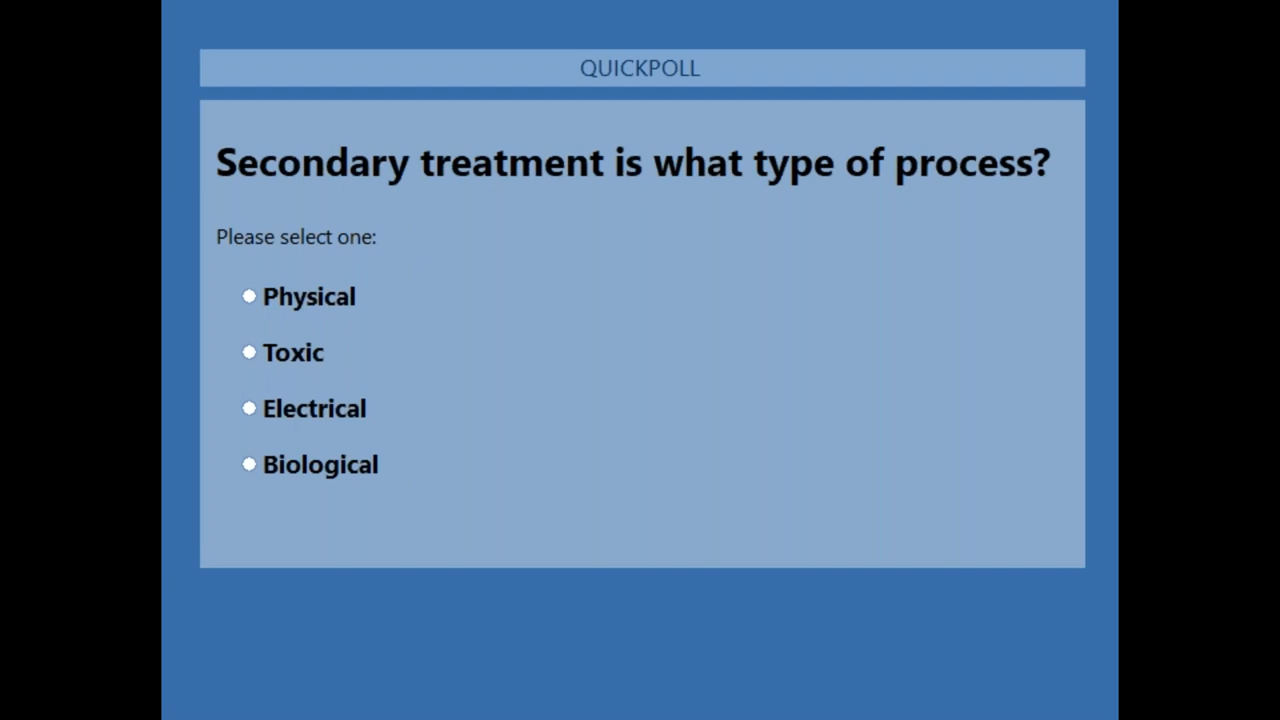 QUICKPOLL
Secondary treatment is what type of process?
Please select one:
Physical
Toxic
Electrical
Biological